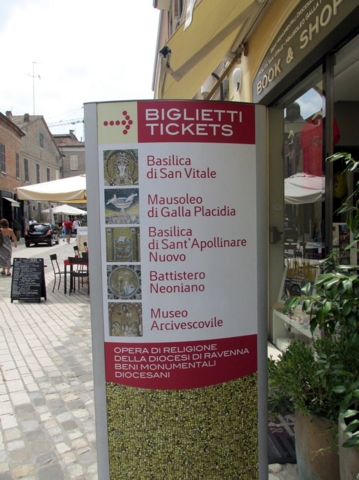 BIGLIETTI
TICKETS
Basilica
di San Vitale
Mausoleo
di Galla Placidia
Basilica
di Sant'Apollinare
Nuovo
Battistero
Neoniano
Museo
Arcivescovile
OPERA DI RELIGIONE
DELLA DIOCESI DI RAVENNA
BENI MONUMENTALI
DIOCESANI
BOOK & SHOP